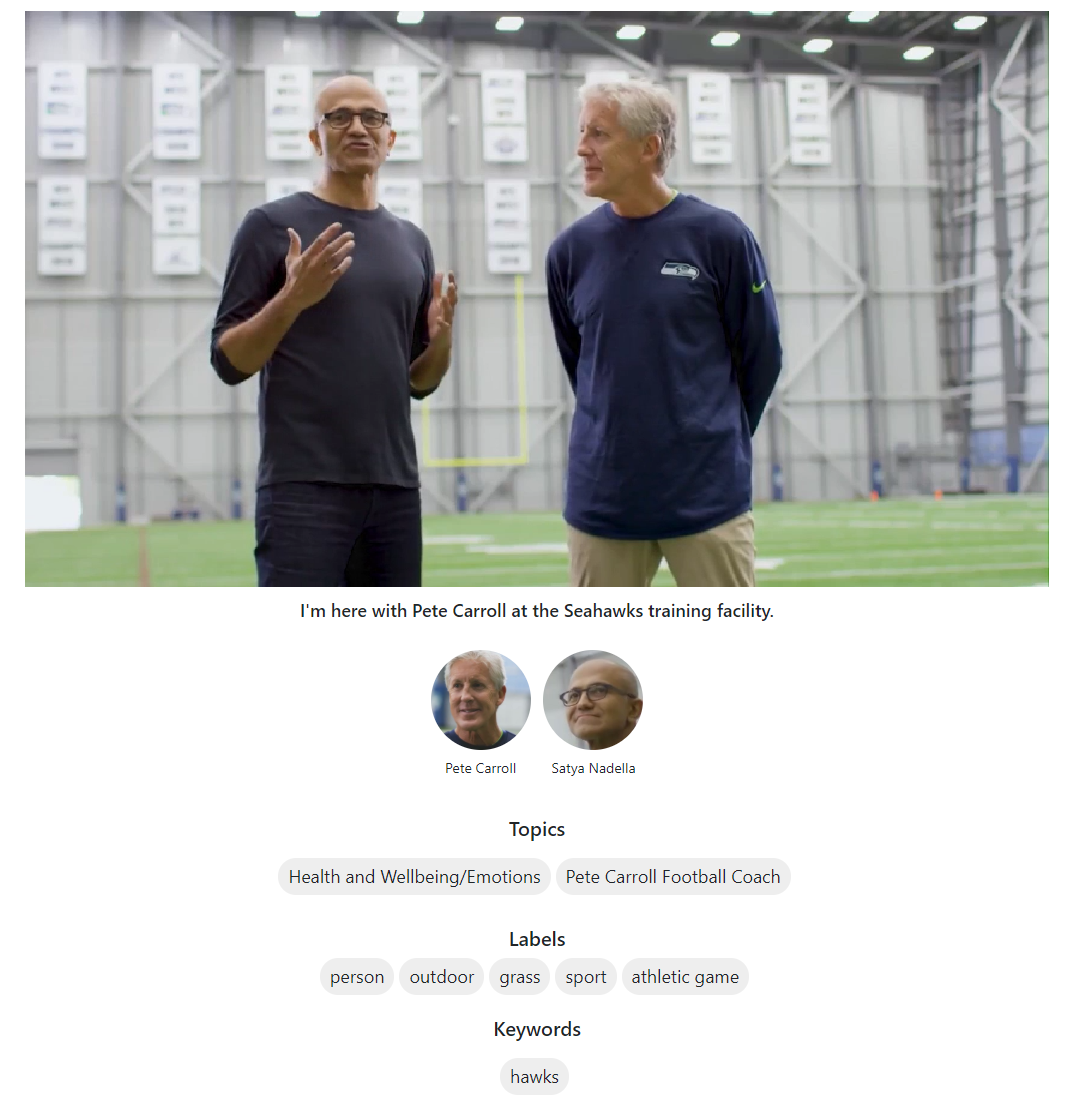 I'm here with Pete Carroll at the Seahawks training facility.
Pete Carroll Satya Nadella
Topics
Health and Wellbeing/Emotions Pete Carroll Football Coach
Labels
person outdoor grass sport athletic game
Keywords
hawks